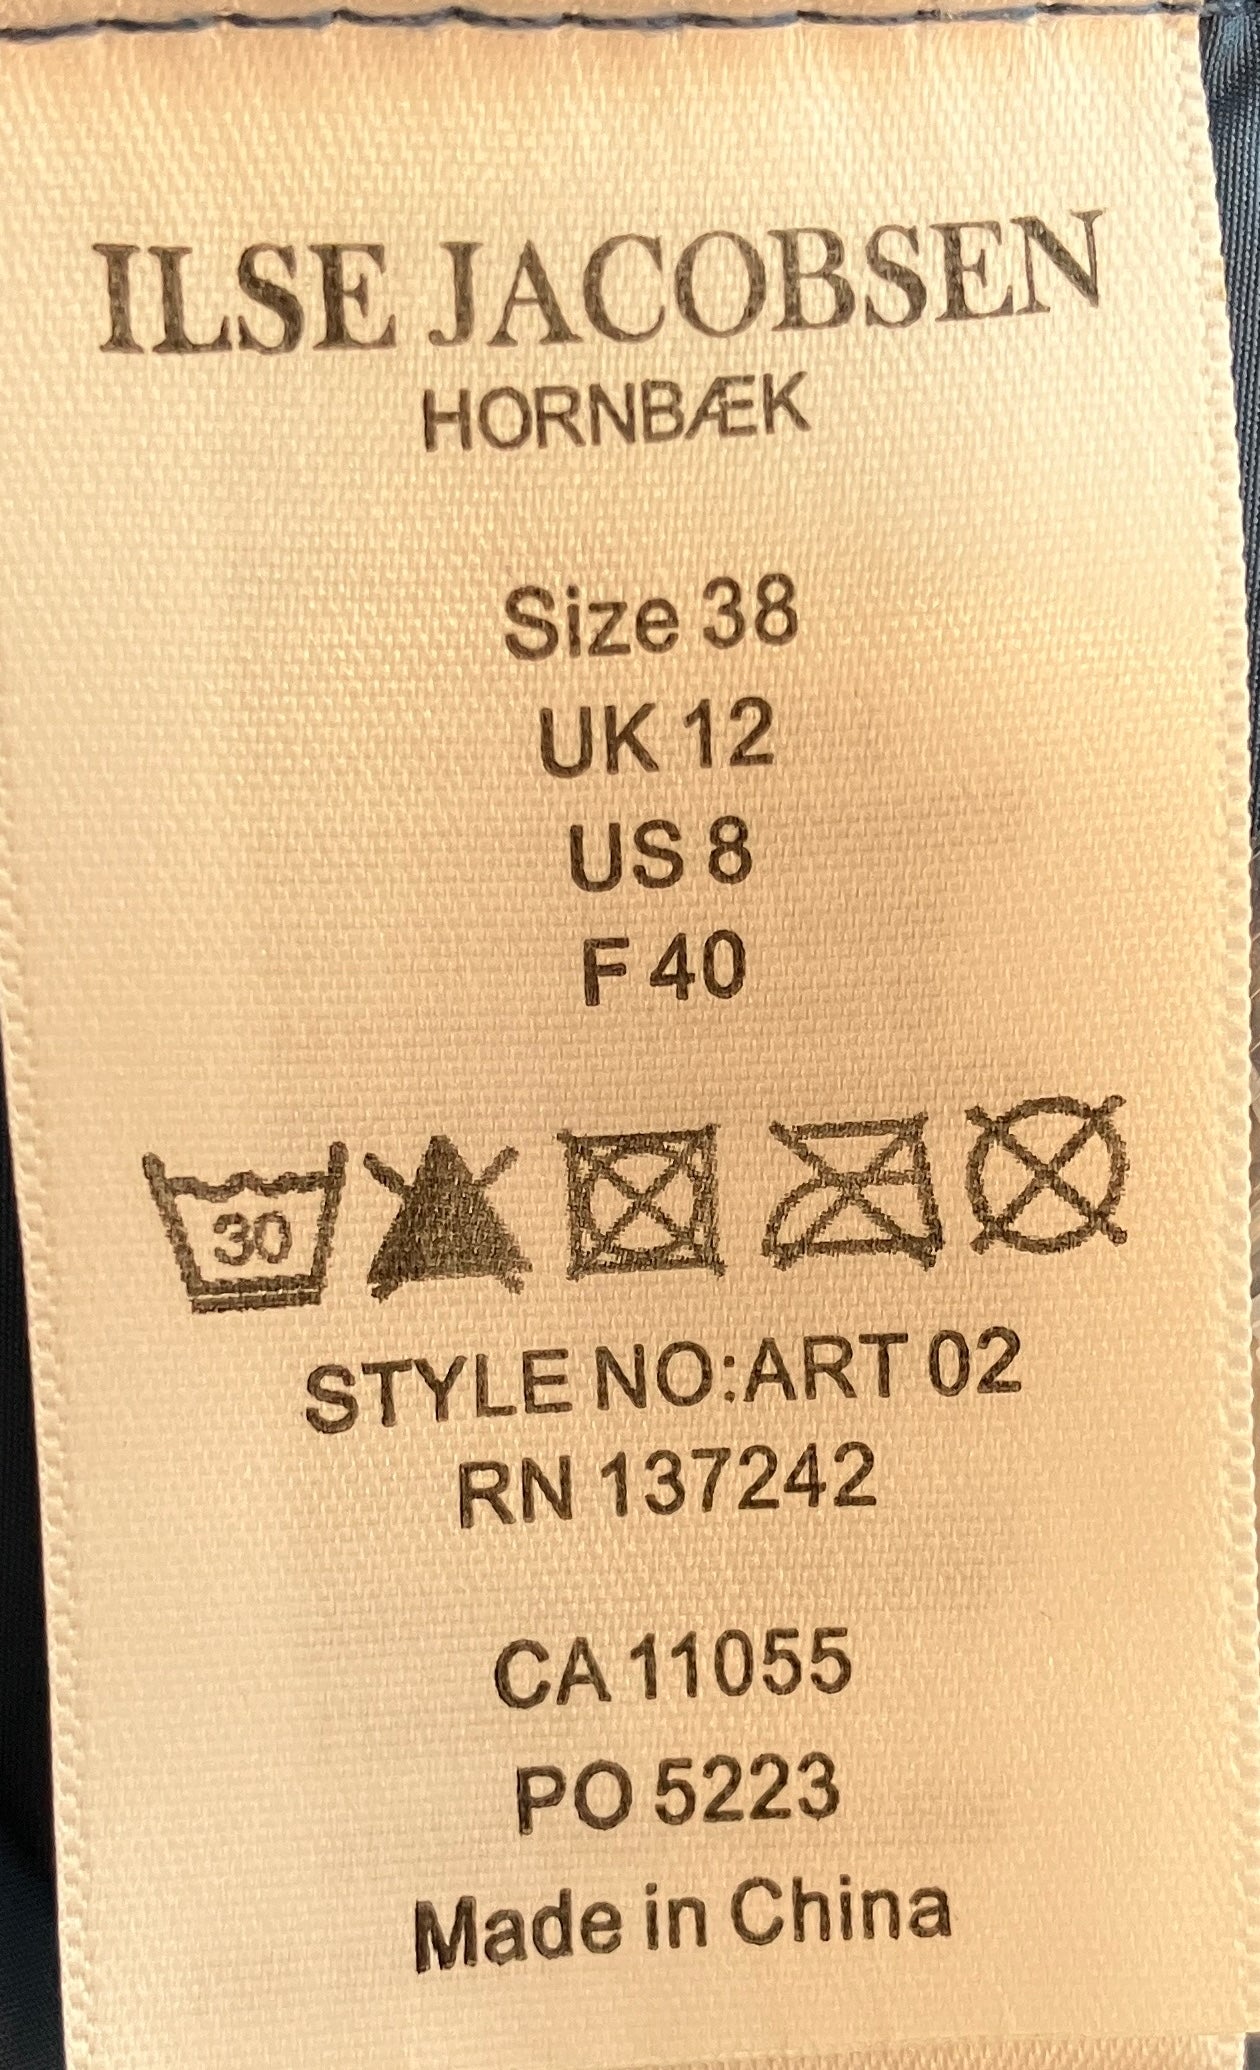 ILSE JACOBSEN
HORNBÆK
Size 38
UK 12
US 8
F 40
30
STYLE NO:ART 02
RN 137242
CA 11055
PO 5223
Made in China